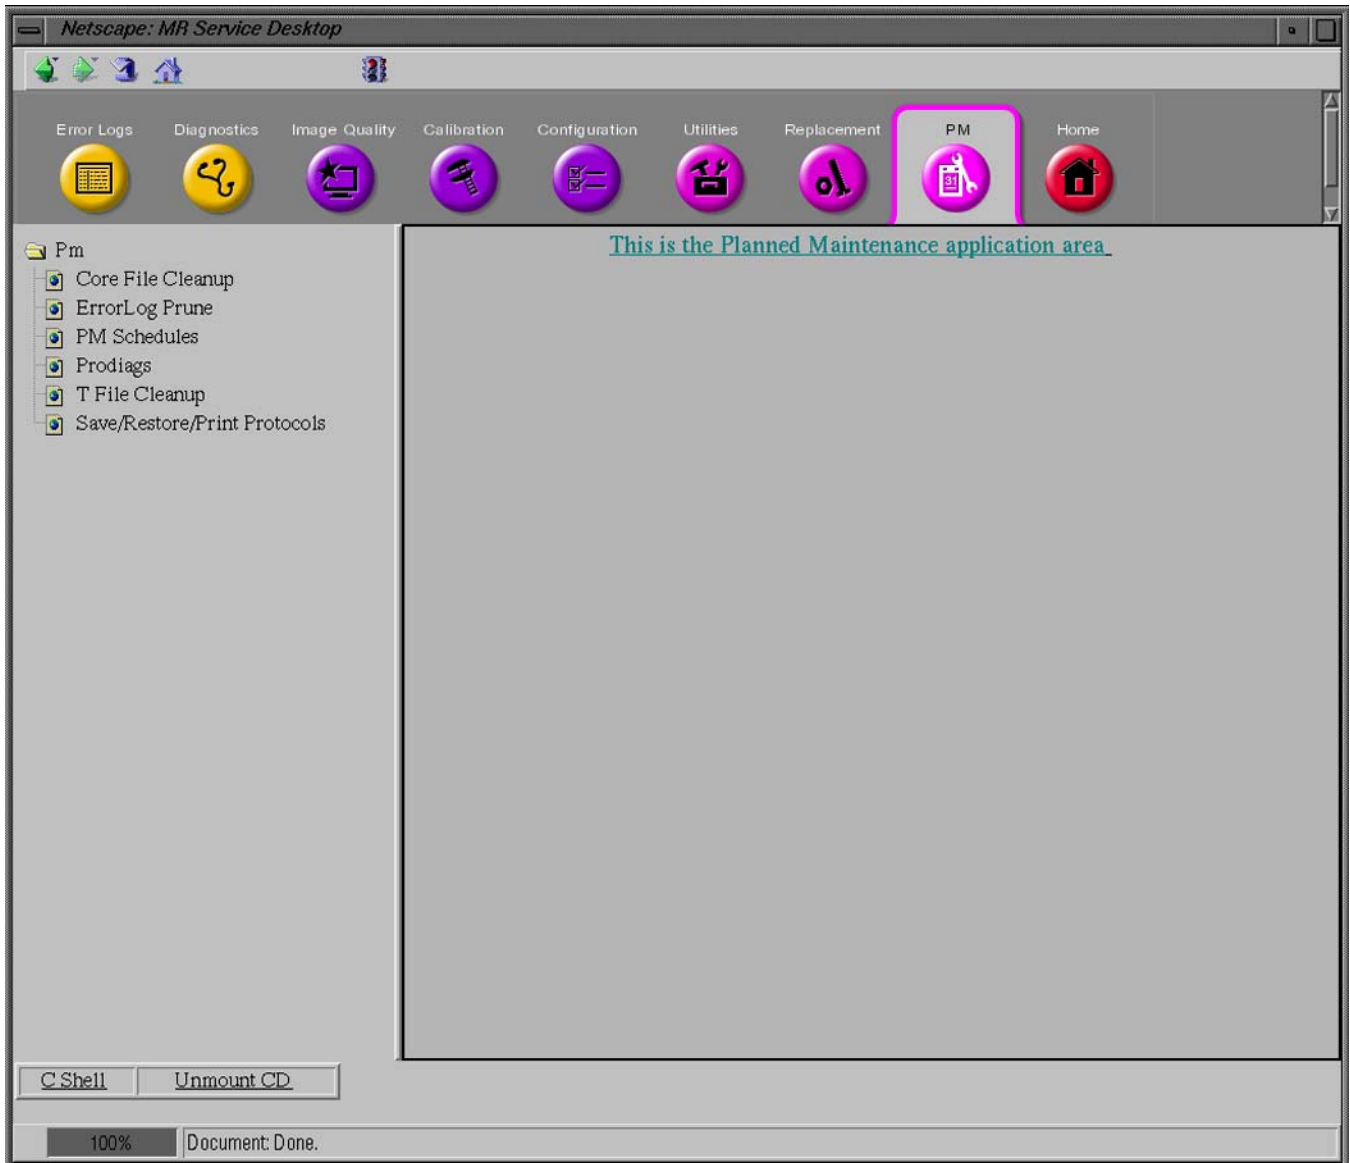 Netscape: MR Service Desktop
Error Logs Diagnostics Image Quality Calibration Configuration Utilities Replacement PM Home
31
Pm
Core File Cleanup
ErrorLog Prune
PM Schedules
Prodiags
T File Cleanup
Save/Restore/Print Protocols
This is the Planned Maintenance application area
C Shell Unmount CD
100% Document: Done.